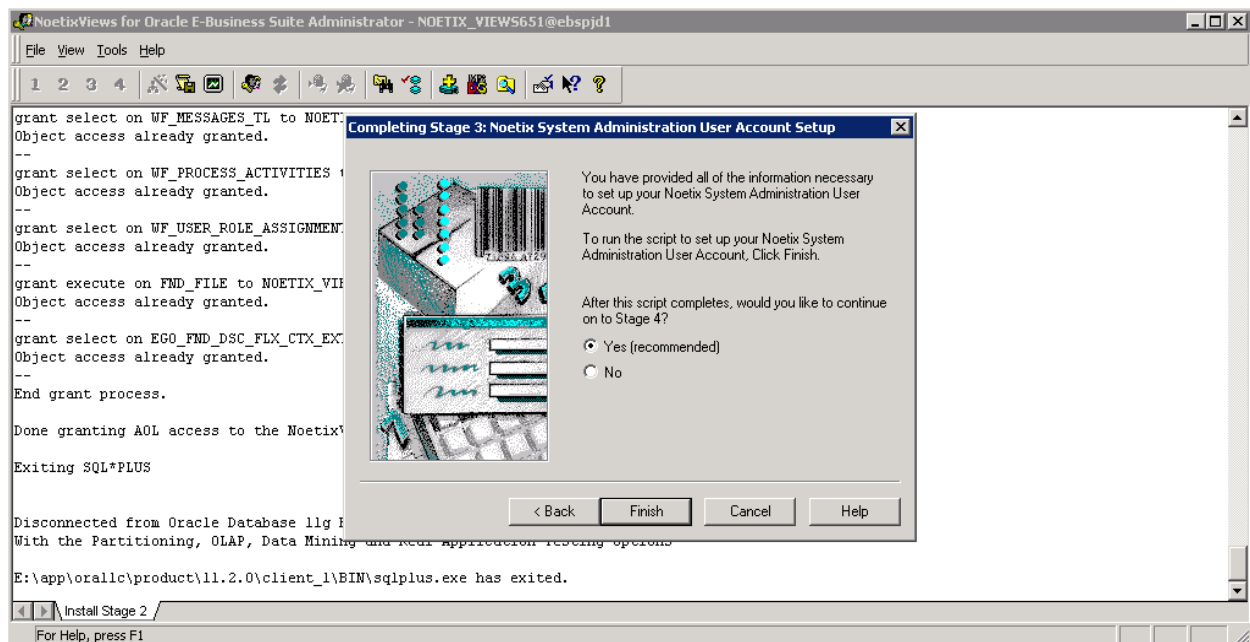 NoetixViews for Oracle E-Business Suite Administrator - NOETIX_VIEWS651@ebspjd1
File View Tools Help
1 2 3 4
grant select on WF_MESSAGES_TL to
Object access already granted.
--
grant select on WF_PROCESS_ACTIVITIES
Object access already granted.
--
grant select on
Object access already granted.
--
grant execute on FND_FILE to
Object access already granted.
--
grant select on
Object access already granted.
--
End grant process.
Done granting AOL access to the
Exiting SQL*PLUS
Disconnected from Oracle Database 11g
With the Partitioning, OLAP, Data Mining and Real Application Testing options
E:\app\orallc\product\11.2.0\client_1\BIN\sqlplus.exe has exited.
Install Stage 2
For Help, press F1
Completing Stage 3: Noetix System Administration User Account Setup
You have provided all of the information necessary
to set up your Noetix System Administration User
Account.
To run the script to set up your Noetix System
Administration User Account, Click Finish.
After this script completes, would you like to continue
on to Stage 4?
Yes (recommended)
No
< Back Finish Cancel Help